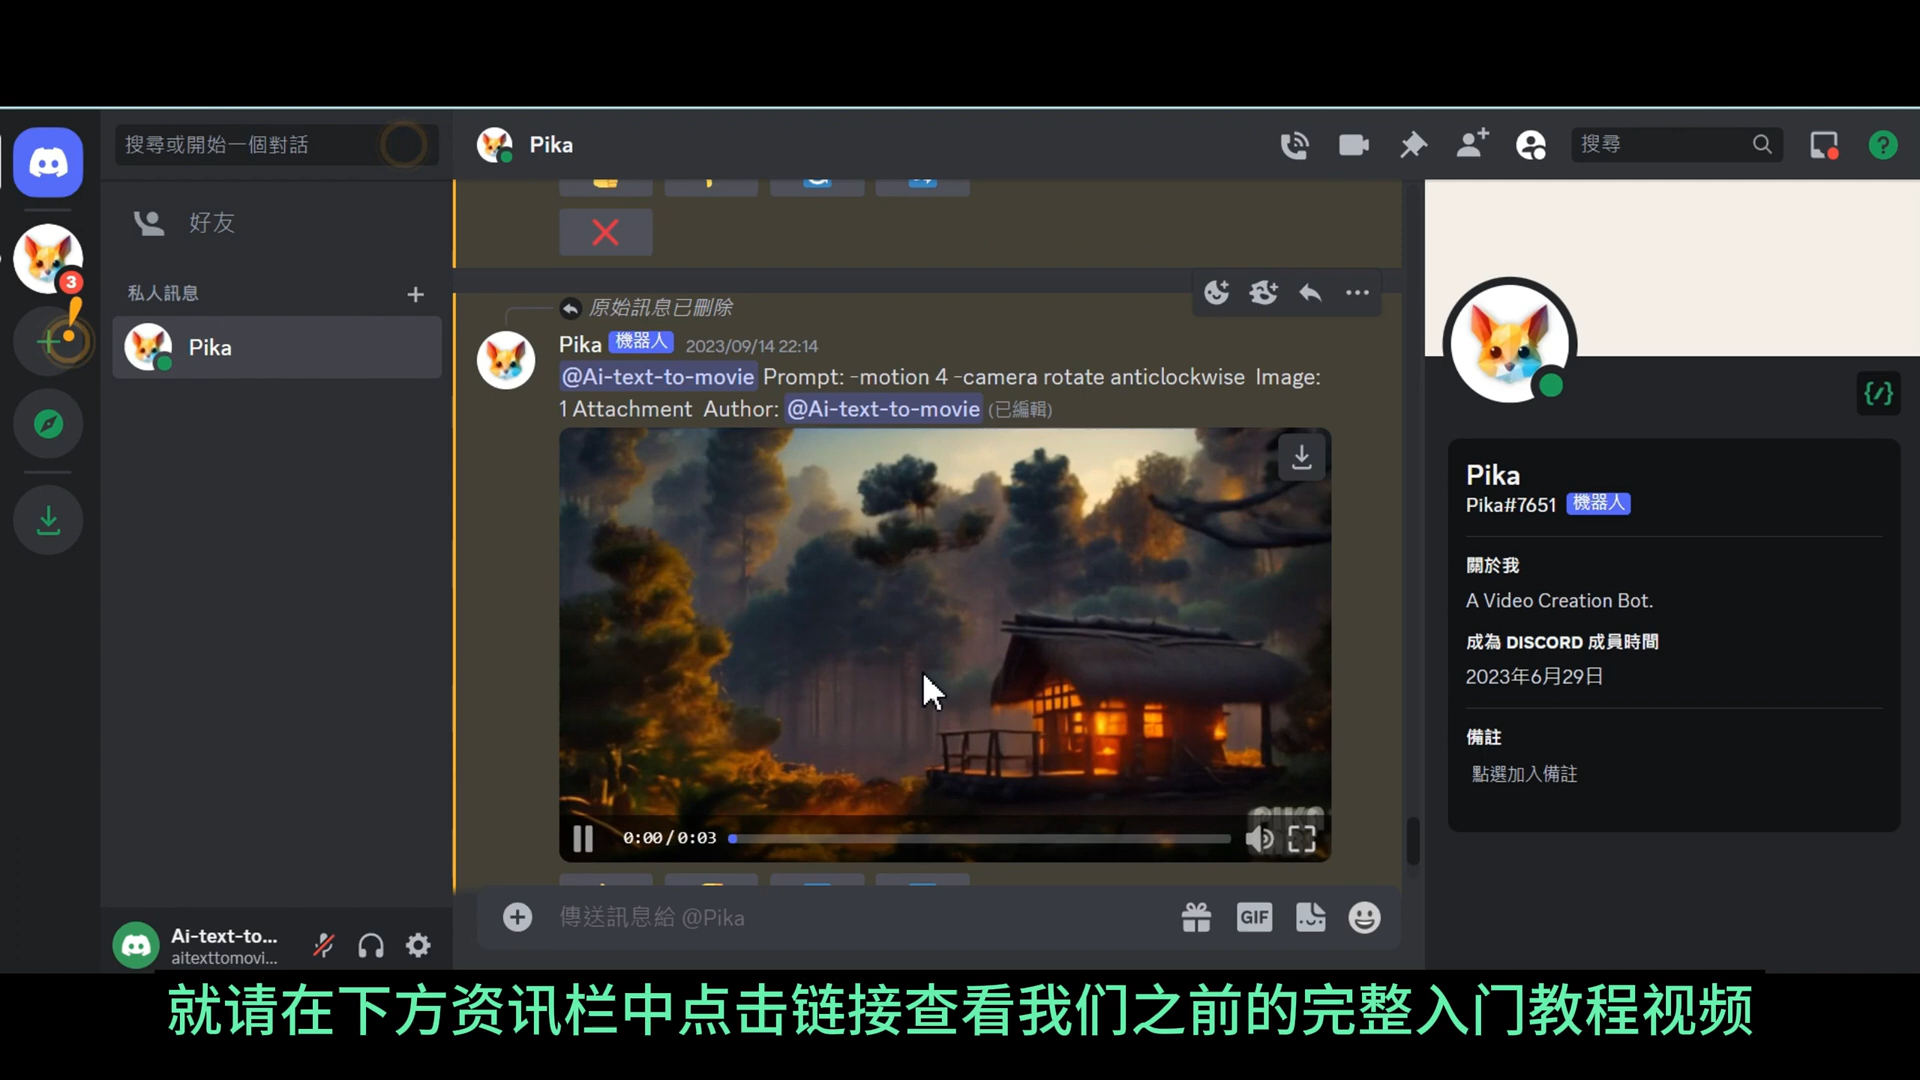 搜尋或開始一個對話
Pika
搜尋
?
好友
3
私人訊息
Pika
原始訊息已刪除
Pika 機器人 2023/09/14 22:14
@Ai-text-to-movie Prompt: -motion 4 -camera rotate anticlockwise Image:
1 Attachment Author: @Ai-text-to-movie (已編輯)
0:00/0:03
傳送訊息給 @Pika
GIF
Pika
Pika#7651 機器人
關於我
A Video Creation Bot.
成為 DISCORD 成員時間
2023年6月29日
備註
點選加入備註
Ai-text-to...
aitexttomovi...
就请在下方资讯栏中点击链接查看我们之前的完整入门教程视频